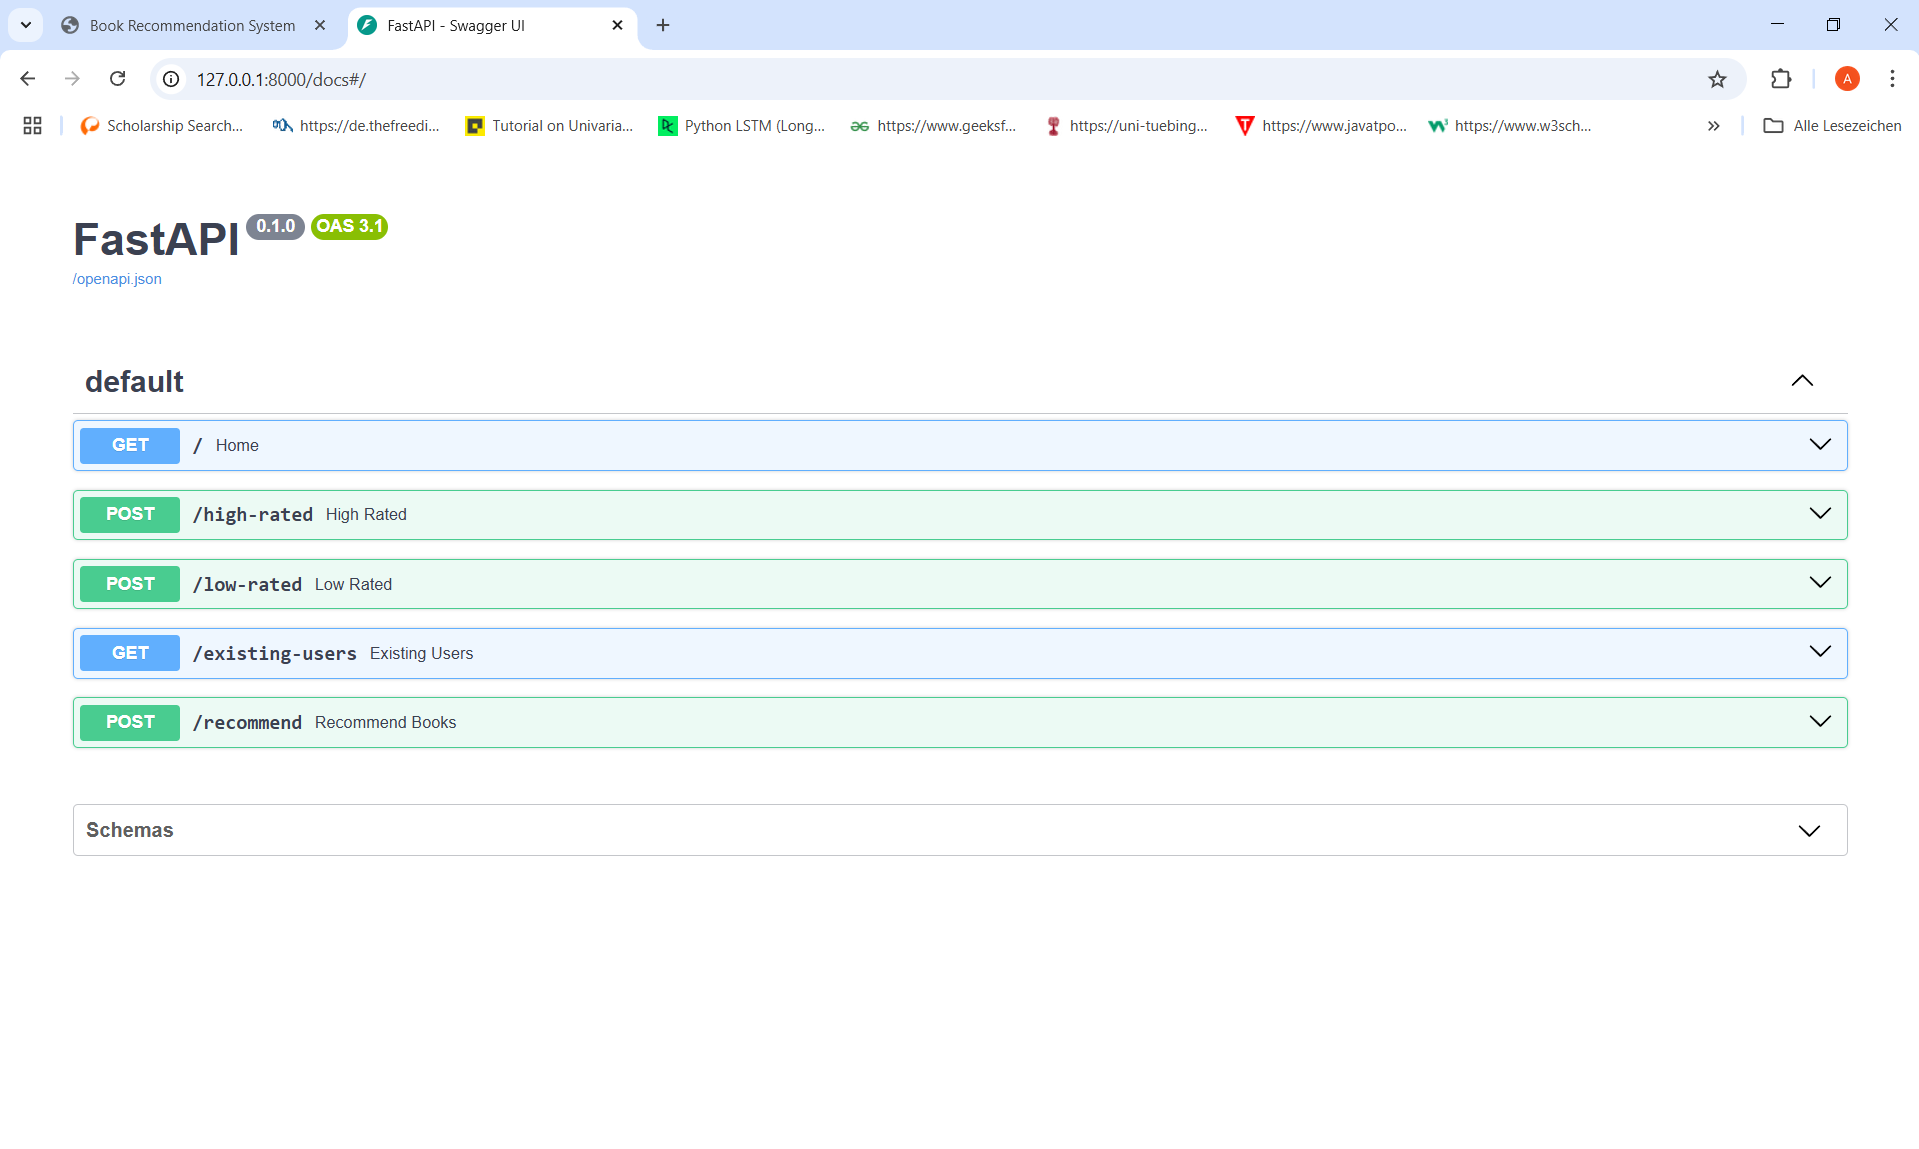 Book Recommendation System
FastAPI - Swagger UI
127.0.0.1:8000/docs#/
A
Scholarship Search...
https://de.thefreedi...
Tutorial on Univaria...
Python LSTM (Long...
https://www.geeksf...
https://uni-tuebing...
https://www.javatpo...
https://www.w3sch...
Alle Lesezeichen
FastAPI 0.1.0 OAS 3.1
/openapi.json
default
GET / Home
POST /high-rated High Rated
POST /low-rated Low Rated
GET /existing-users Existing Users
POST /recommend Recommend Books
Schemas